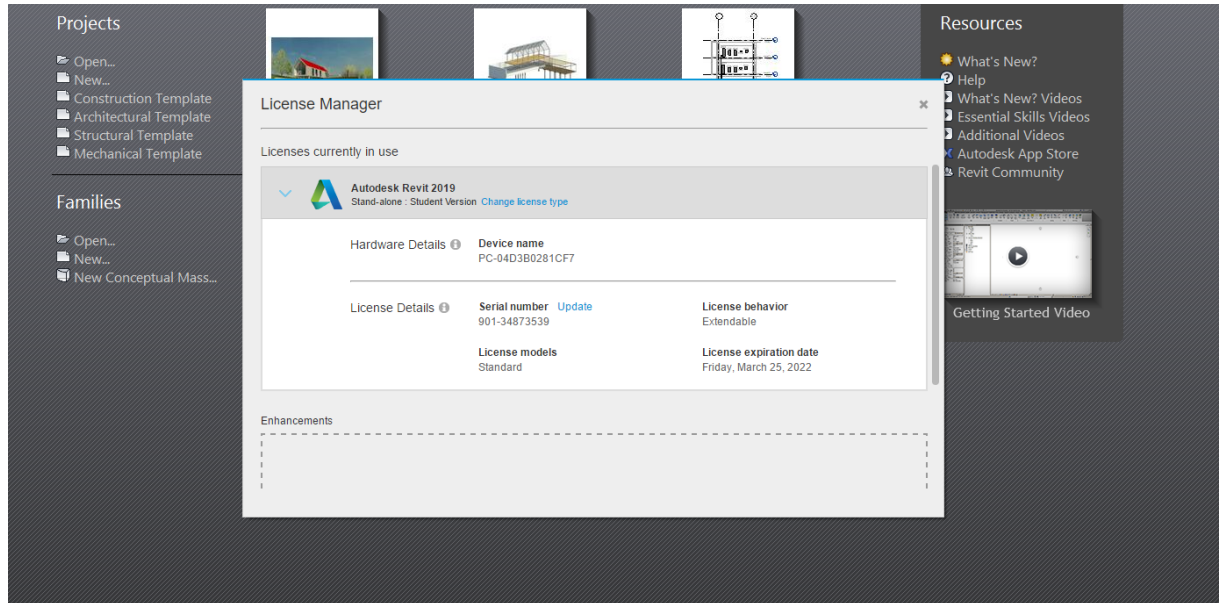 Projects
Open...
New...
Construction Template
Architectural Template
Structural Template
Mechanical Template
Families
Open...
New...
New Conceptual Mass...
License Manager
Licenses currently in use
Autodesk Revit 2019
Stand-alone : Student Version Change license type
Hardware Details
Device name
PC-04D3B0281CF7
License Details
Serial number Update
901-34873539
License behavior
Extendable
License models
Standard
License expiration date
Friday, March 25, 2022
Enhancements
Resources
What's New?
Help
What's New? Videos
Essential Skills Videos
Additional Videos
Autodesk App Store
Revit Community
Getting Started Video